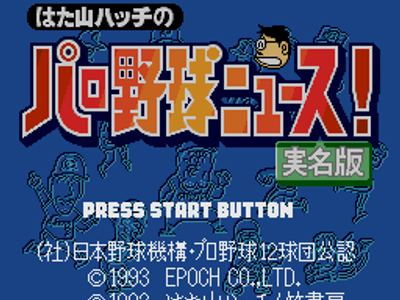 はた山ハッチの
パロ野球ニュース!
実名版
PRESS START BUTTON
(社)日本野球機構・プロ野球12球団公認
©1993 EPOCH CO.,LTD.